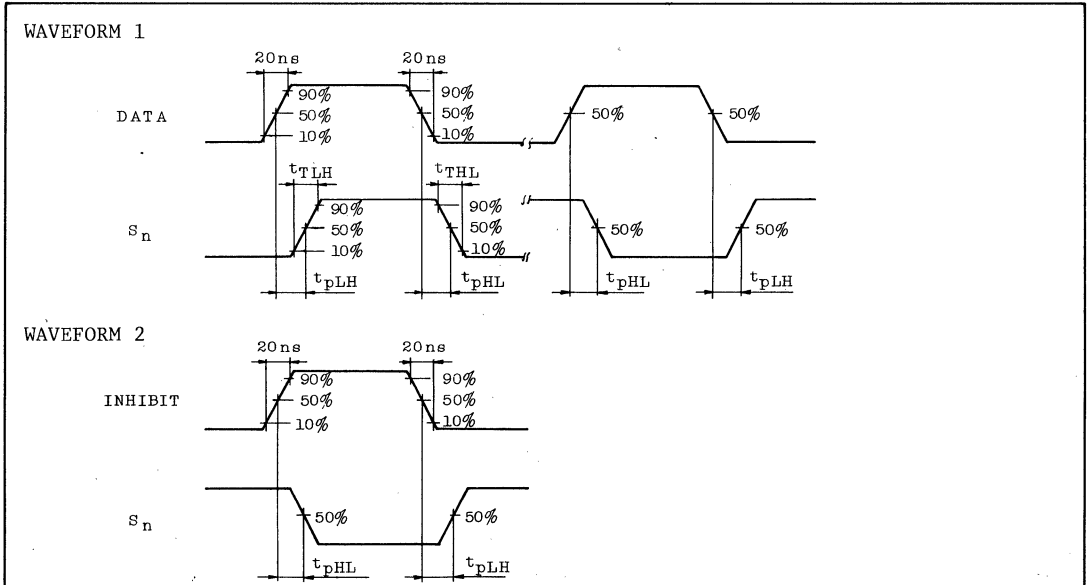 WAVEFORM 1
20ns 20ns
90% 90%
DATA 50% 50% 50% 50%
10% 10%
tTLH tTHL
90% 90%
Sn 50% 50% 50% 50%
10% 10%
tpLH tpHL tpHL tpLH
WAVEFORM 2
20ns 20ns
90% 90%
INHIBIT 50% 50%
10% 10%
Sn 50% 50%
tpHL tpLH